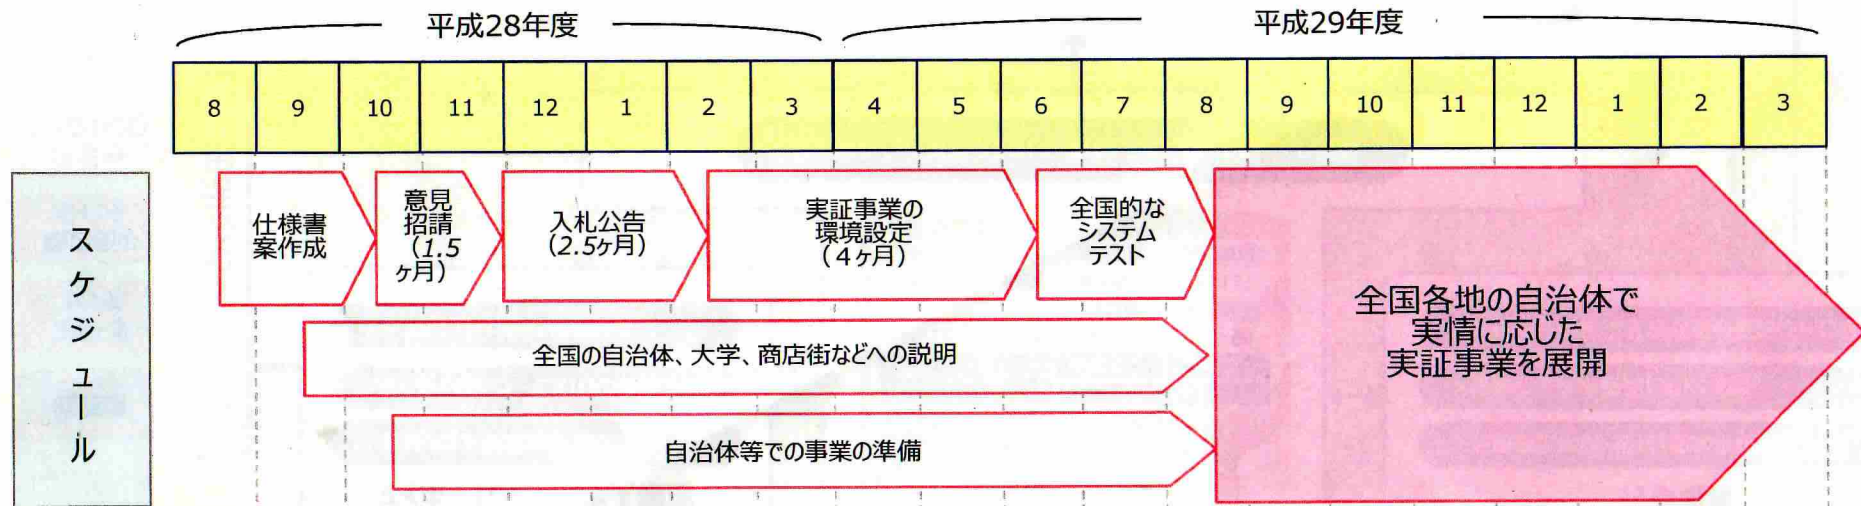 平成28年度
平成29年度
8 9 10 11 12 1 2 3 4 5 6 7 8 9 10 11 12 1 2 3
スケジュール
仕様書
案作成
意見
招請
（1.5
ヶ月）
入札公告
（2.5ヶ月）
実証事業の
環境設定
（４ヶ月）
全国的な
システム
テスト
全国各地の自治体で
実情に応じた
実証事業を展開
全国の自治体、大学、商店街などへの説明
自治体等での事業の準備